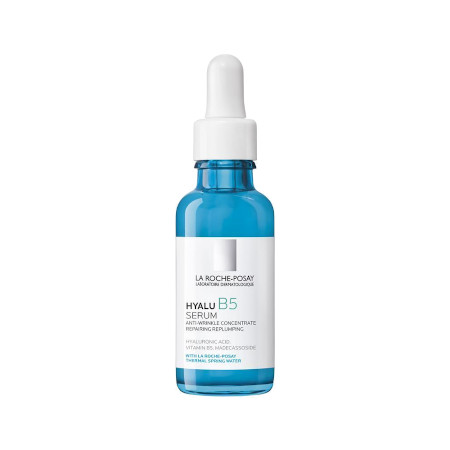 LA ROCHE-POSAY
LABORATOIRE DERMATOLOGIQUE
HYALU B5
SERUM
ANTI-WRINKLE CONCENTRATE
REPAIRING REPLUMPING
HYALURONIC ACID
VITAMIN B5, MADECASSOSIDE
WITH LA ROCHE-POSAY
THERMAL SPRING WATER